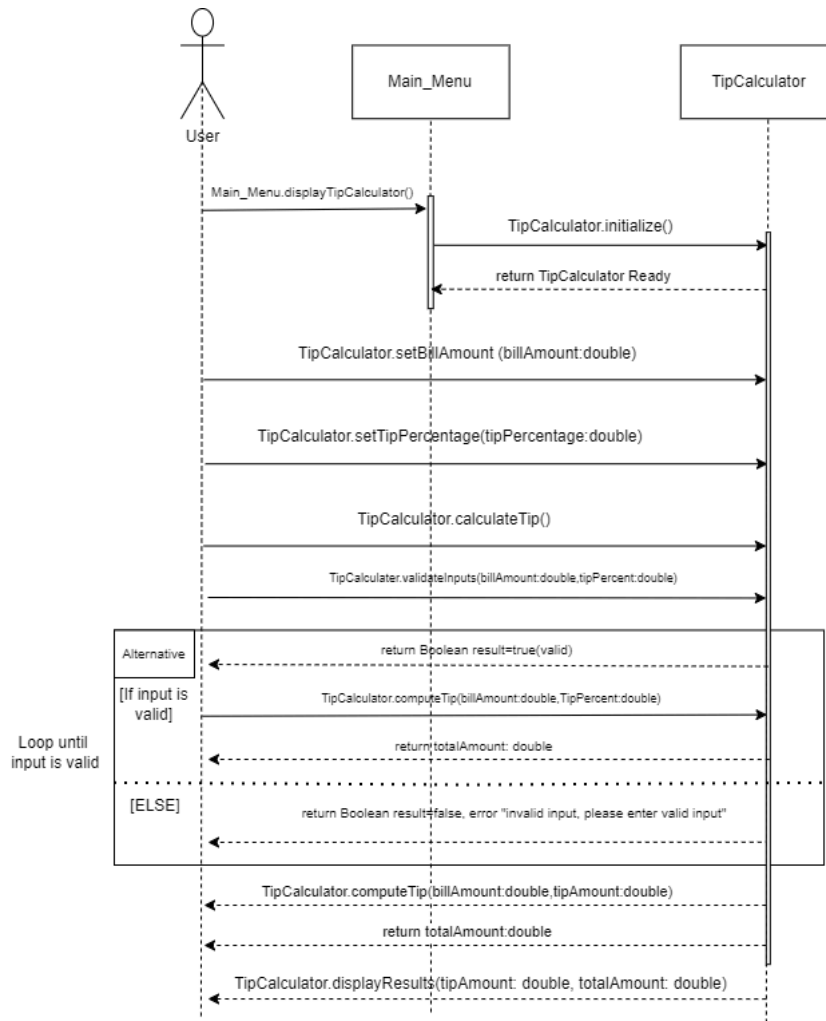 Main_Menu
TipCalculator
User
Main_Menu.displayTipCalculator()
TipCalculator.initialize()
return TipCalculator Ready
TipCalculator.setBillAmount (billAmount:double)
TipCalculator.setTipPercentage(tipPercentage:double)
TipCalculator.calculateTip()
TipCalculater.validateInputs(billAmount:double,tipPercent:double)
Alternative
return Boolean result=true(valid)
[If input is
valid]
TipCalculator.computeTip(billAmount:double,TipPercent:double)
Loop until
input is valid
return totalAmount: double
[ELSE]
return Boolean result=false, error "invalid input, please enter valid input"
TipCalculator.computeTip(billAmount:double,tipAmount:double)
return totalAmount:double
TipCalculator.displayResults(tipAmount: double, totalAmount: double)